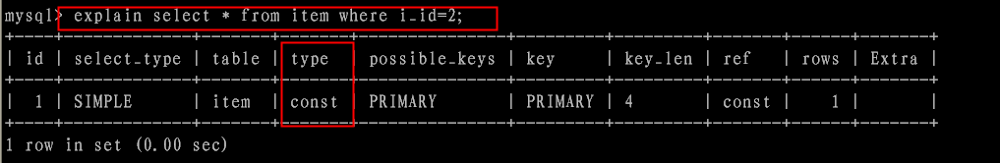 mysql> explain select * from item where i_id=2;
+----+-------------+-------+-------+---------------+---------+---------+-------+------+-------+
| id | select_type | table | type | possible_keys | key | key_len | ref | rows | Extra |
+----+-------------+-------+-------+---------------+---------+---------+-------+------+-------+
| 1 | SIMPLE | item | const | PRIMARY | PRIMARY | 4 | const | 1 | |
+----+-------------+-------+-------+---------------+---------+---------+-------+------+-------+
1 row in set (0.00 sec)